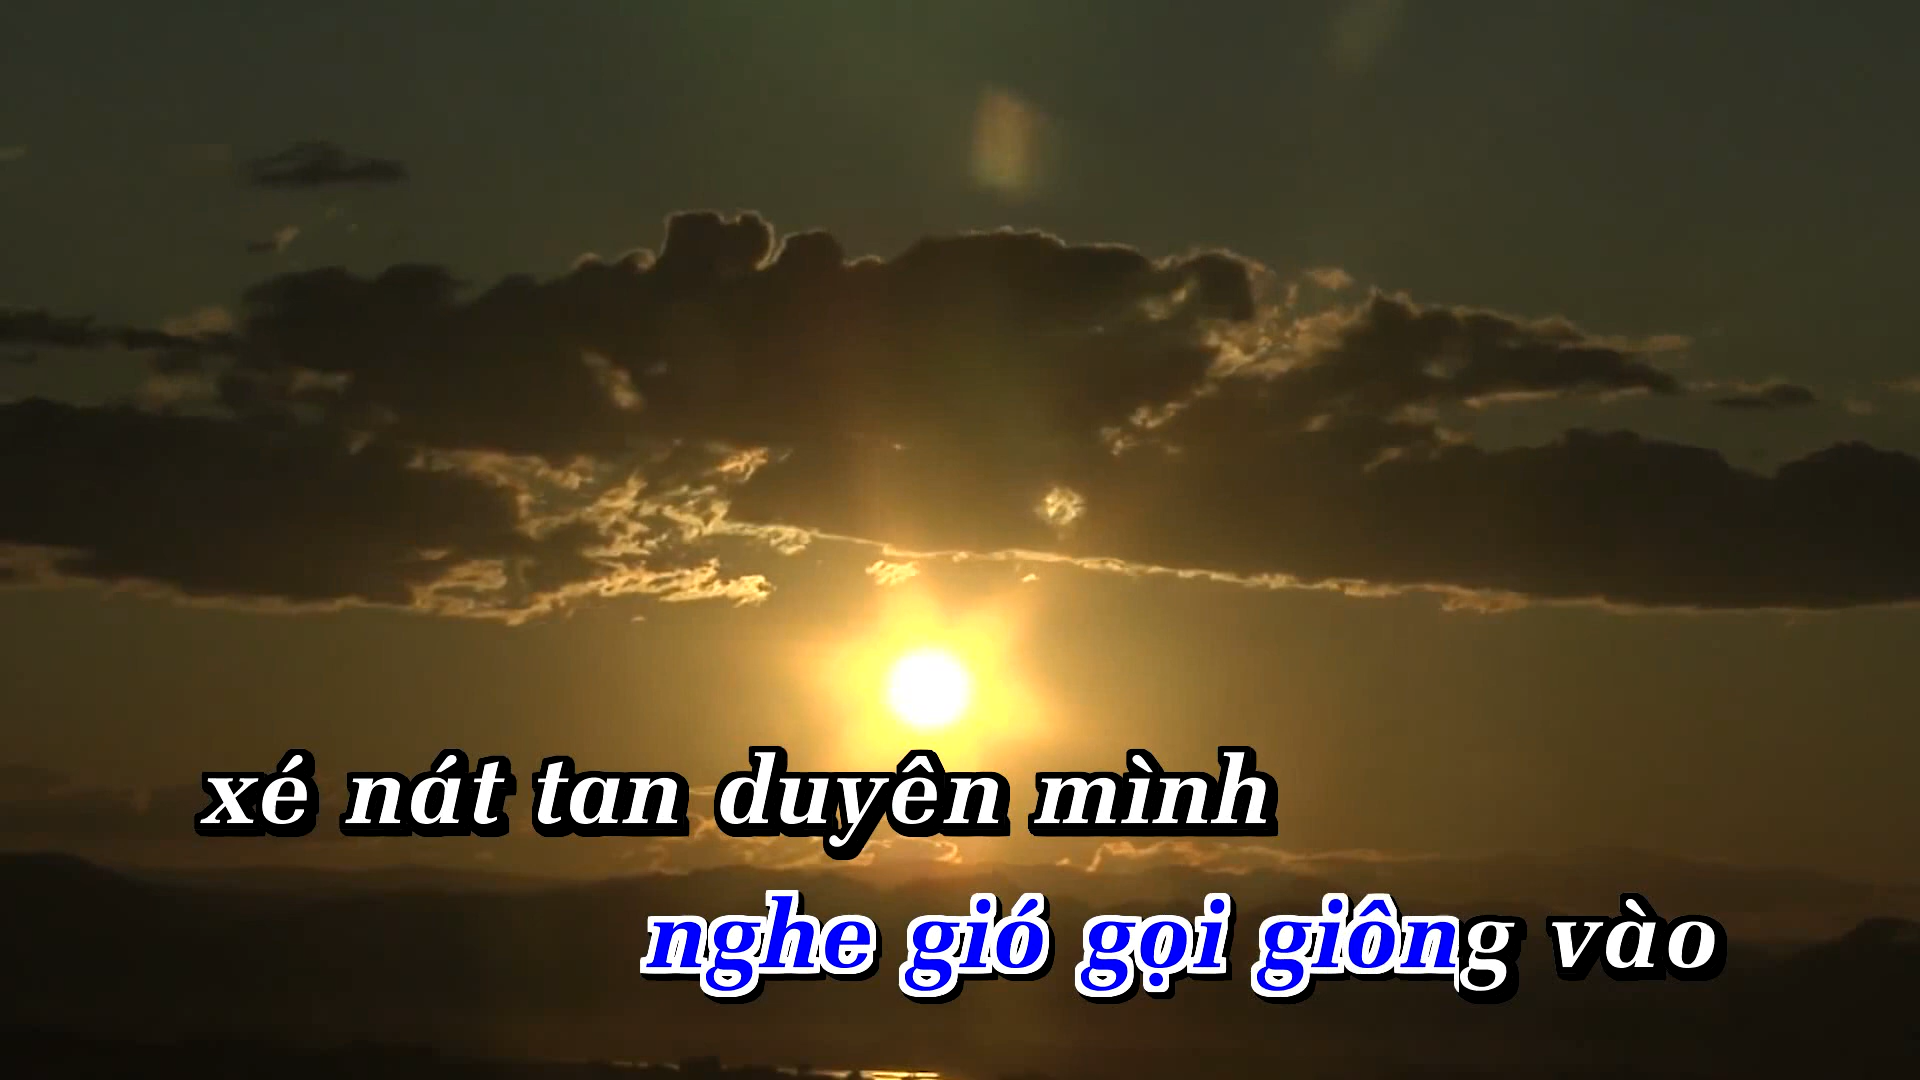 xé nát tan duyên mình
nghe gió gọi giông vào